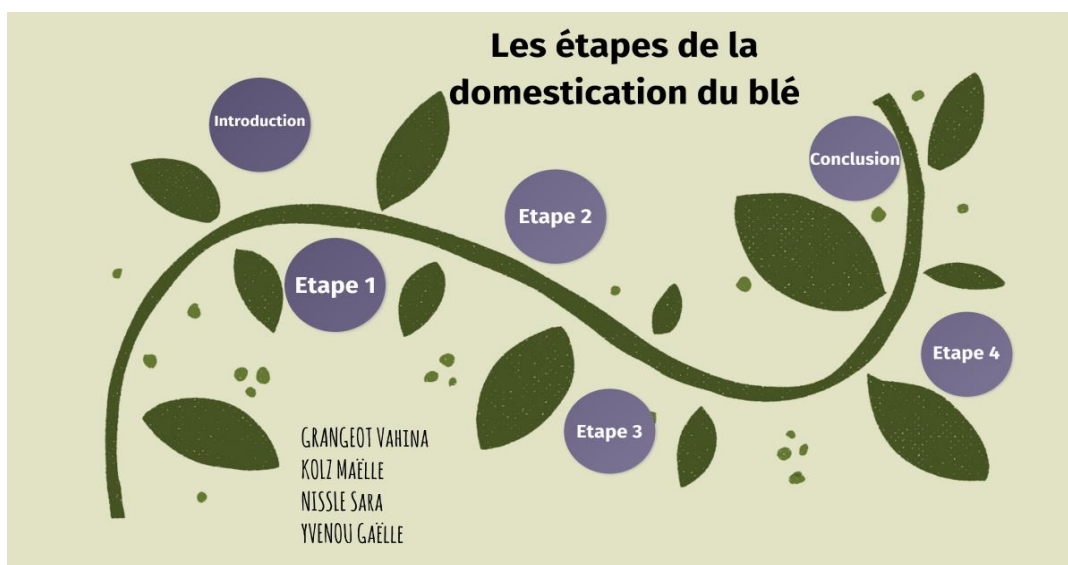 Les étapes de la
domestication du blé
Introduction
Etape 1
Etape 2
Etape 3
Etape 4
Conclusion
GRANGEOT Vahina
KOLZ Maëlle
NISSLE Sara
YVENOU Gaëlle